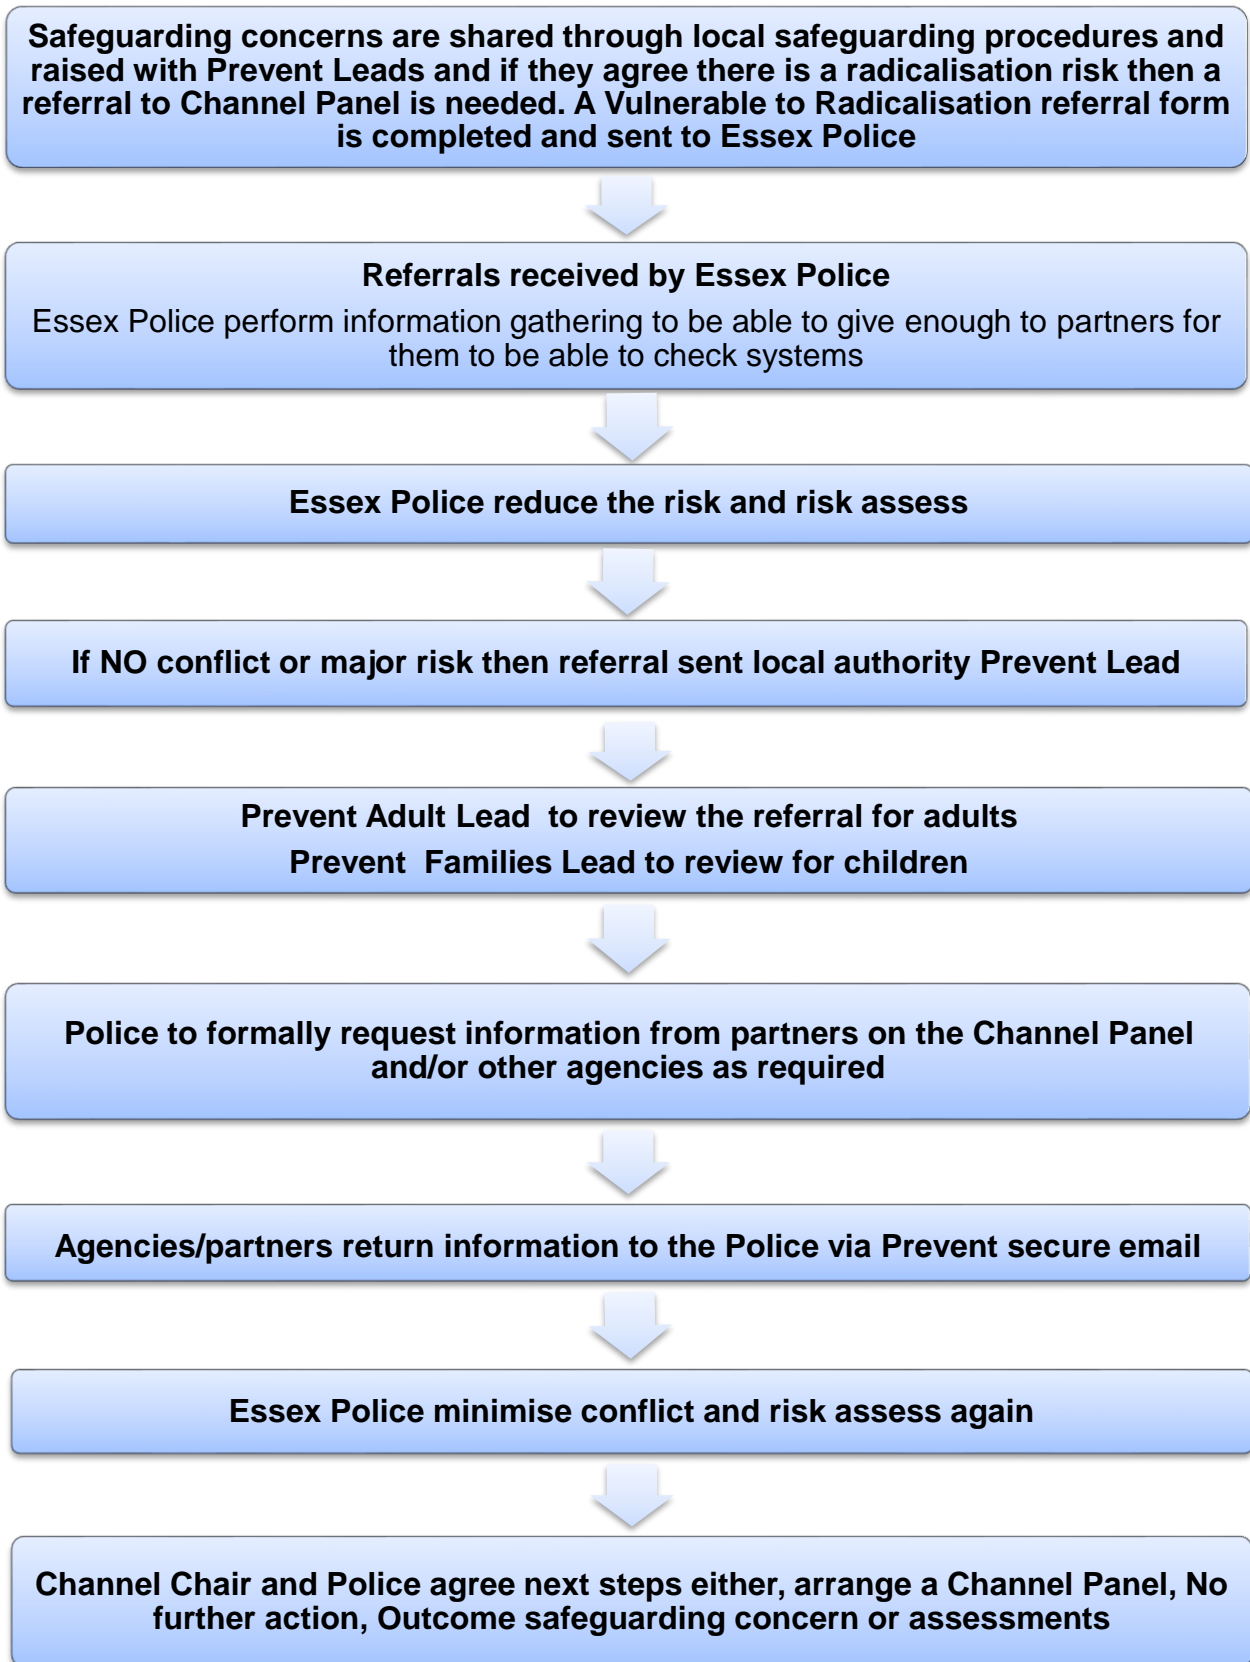 Safeguarding concerns are shared through local safeguarding procedures and
raised with Prevent Leads and if they agree there is a radicalisation risk then a
referral to Channel Panel is needed. A Vulnerable to Radicalisation referral form
is completed and sent to Essex Police
Referrals received by Essex Police
Essex Police perform information gathering to be able to give enough to partners for
them to be able to check systems
Essex Police reduce the risk and risk assess
If NO conflict or major risk then referral sent local authority Prevent Lead
Prevent Adult Lead  to review the referral for adults
Prevent  Families Lead to review for children
Police to formally request information from partners on the Channel Panel
and/or other agencies as required
Agencies/partners return information to the Police via Prevent secure email
Essex Police minimise conflict and risk assess again
Channel Chair and Police agree next steps either, arrange a Channel Panel, No
further action, Outcome safeguarding concern or assessments